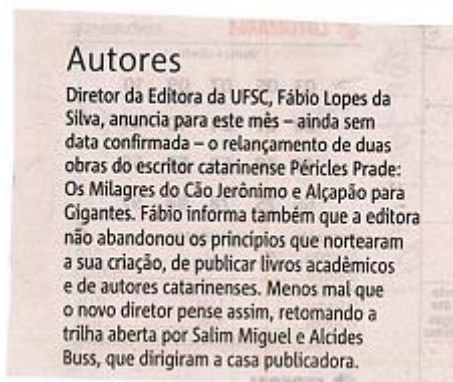 Autores
Diretor da Editora da UFSC, Fábio Lopes da
Silva, anuncia para este mês – ainda sem
data confirmada – o relançamento de duas
obras do escritor catarinense Péricles Prade:
Os Milagres do Cão Jerônimo e Alçapão para
Gigantes. Fábio informa também que a editora
não abandonou os princípios que nortearam
a sua criação, de publicar livros acadêmicos
e de autores catarinenses. Menos mal que
o novo diretor pense assim, retomando a
trilha aberta por Salim Miguel e Alcides
Buss, que dirigiram a casa publicadora.